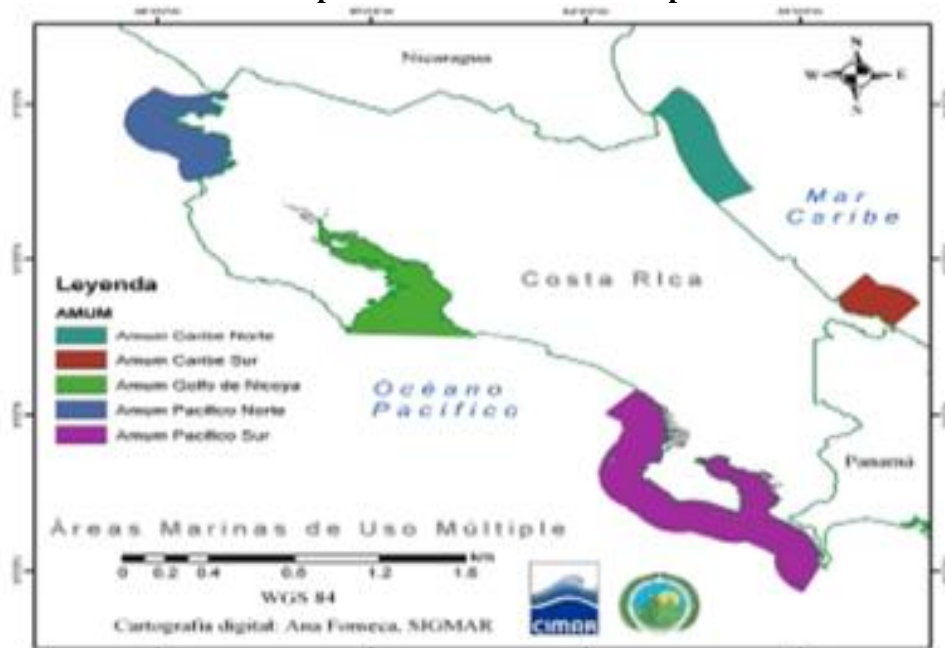 Nicaragua
N
W E
S
Mar
Caribe
Costa Rica
Leyenda
AMUM
Amum Caribe Norte
Amum Caribe Sur
Amum Golfo de Nicoya
Amum Pacifico Norte
Amum Pacifico Sur
Océano
Pacífico
Panamá
Áreas Marinas de Uso Múltiple
km
0 0.2 0.4 0.8 1.2 1.6
WGS 84
Cartografía digital: Ana Fonseca, SIGMAR
CIMAR